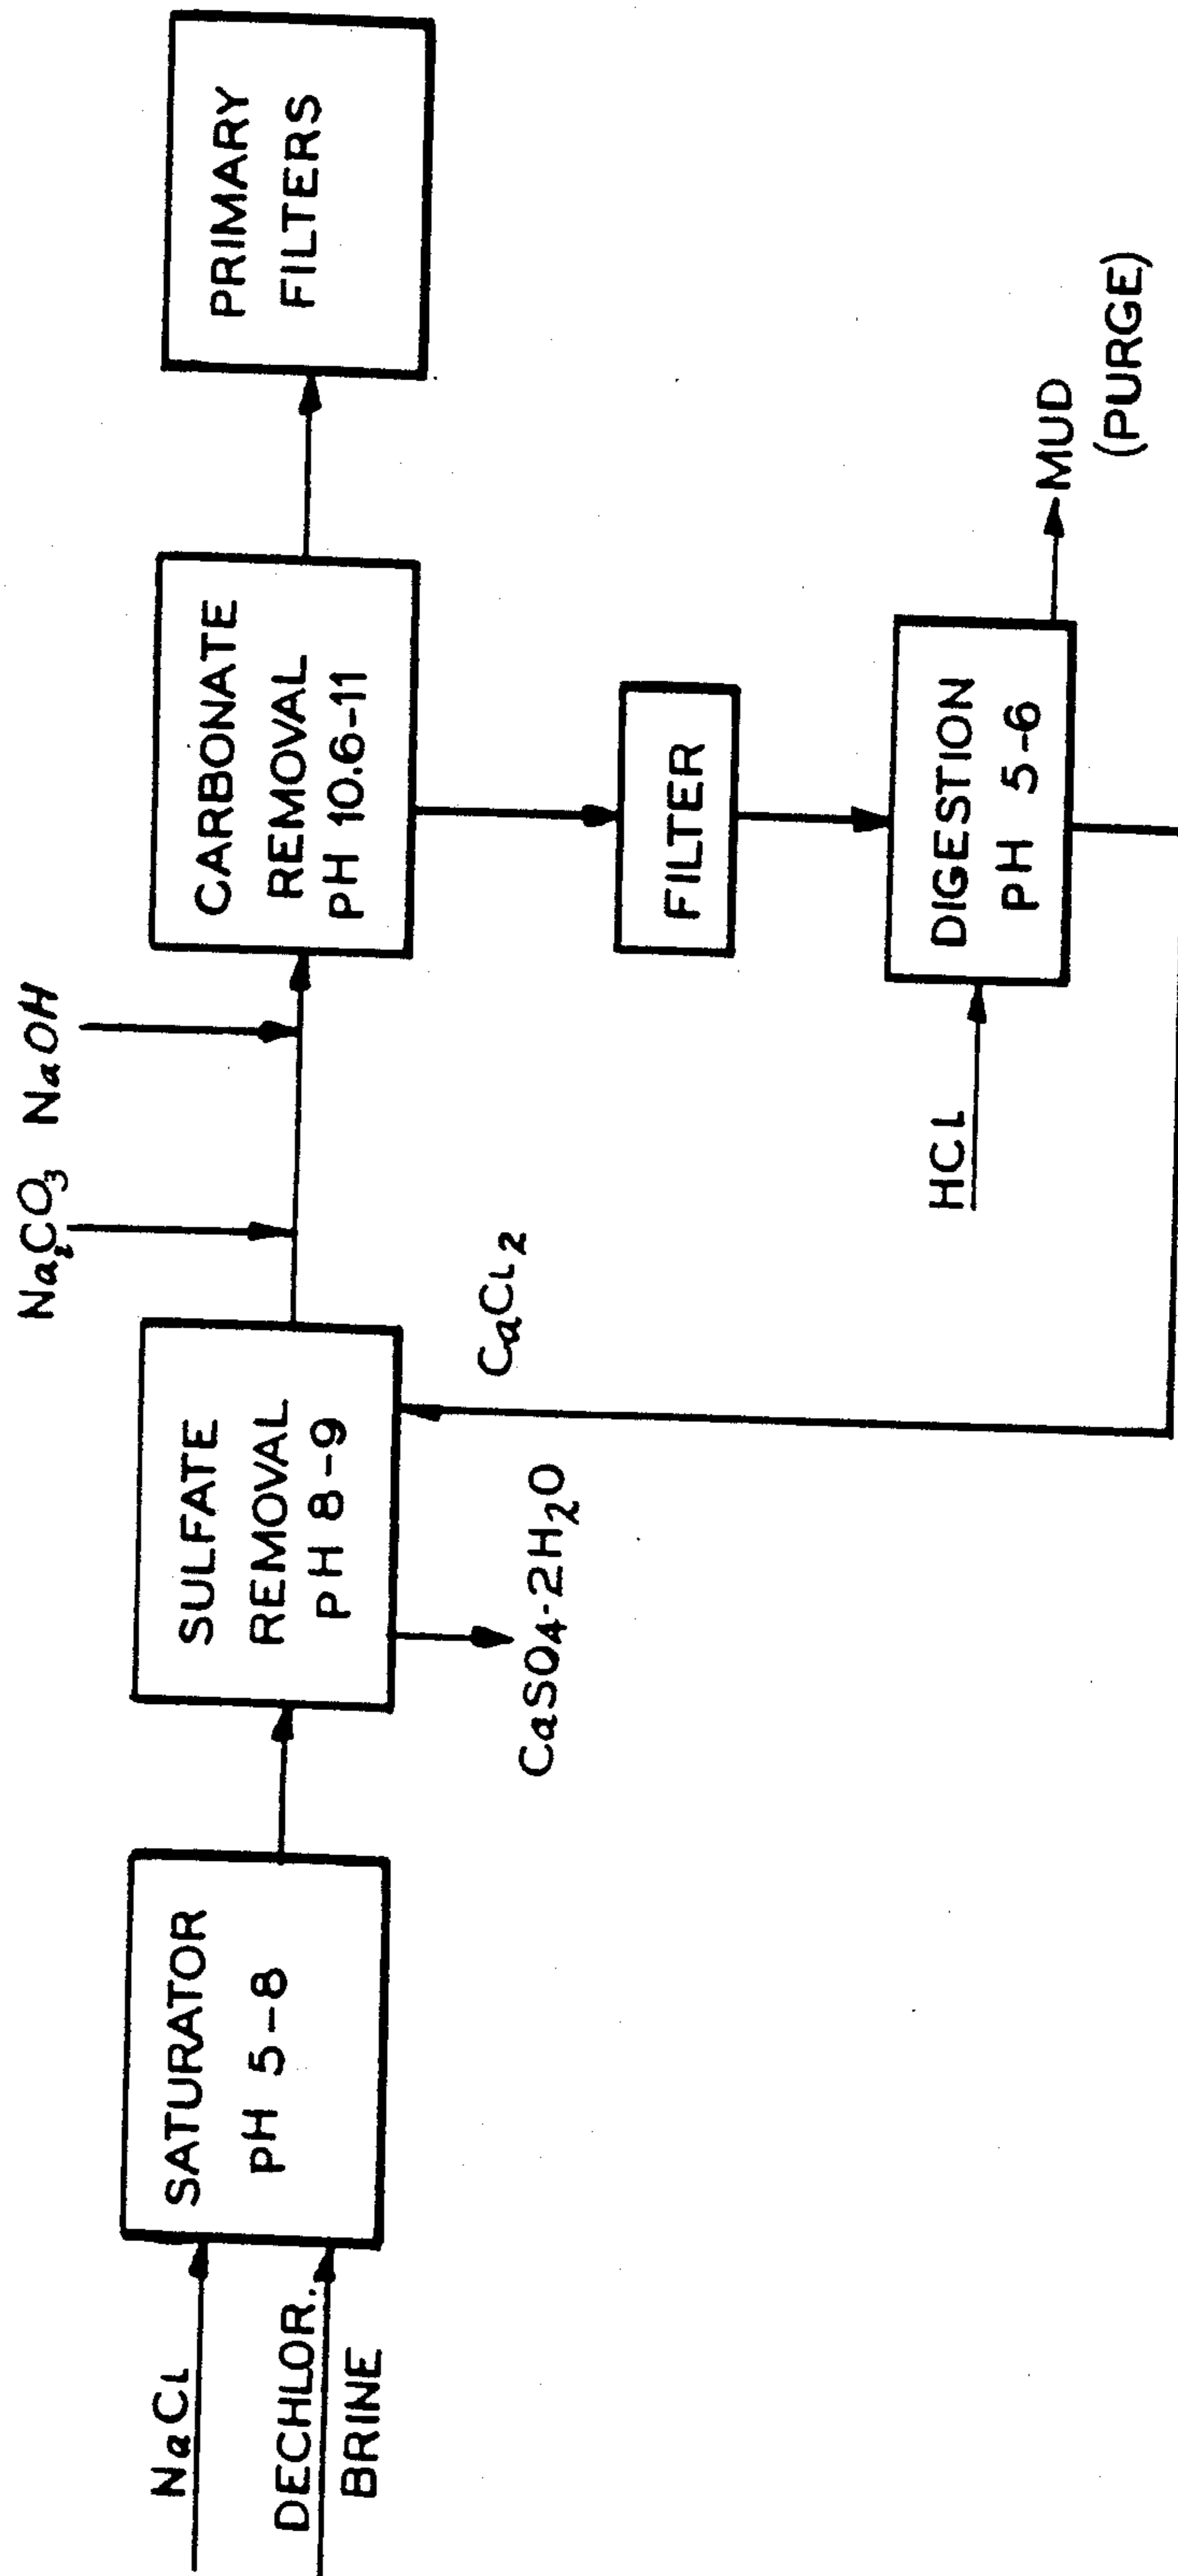 NaCl
DECHLOR.
BRINE
SATURATOR
pH 5-8
SULFATE
REMOVAL
PH 8-9
CaSO4·2H2O
CaCl2
Na2CO3
NaOH
CARBONATE
REMOVAL
PH 10.6-11
PRIMARY
FILTERS
FILTER
HCl
DIGESTION
PH 5-6
MUD
(PURGE)